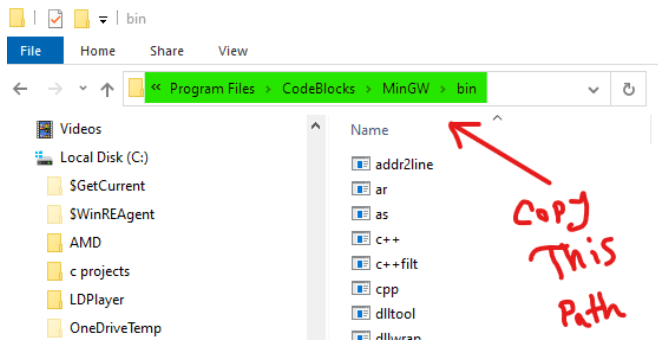 bin
File Home Share View
« Program Files > CodeBlocks > MinGW > bin
Videos
Local Disk (C:)
$GetCurrent
$WinREAgent
AMD
c projects
LDPlayer
OneDriveTemp
Name
addr2line
ar
as
c++
c++filt
cpp
dlltool
dllwrap
Copy
This
Path